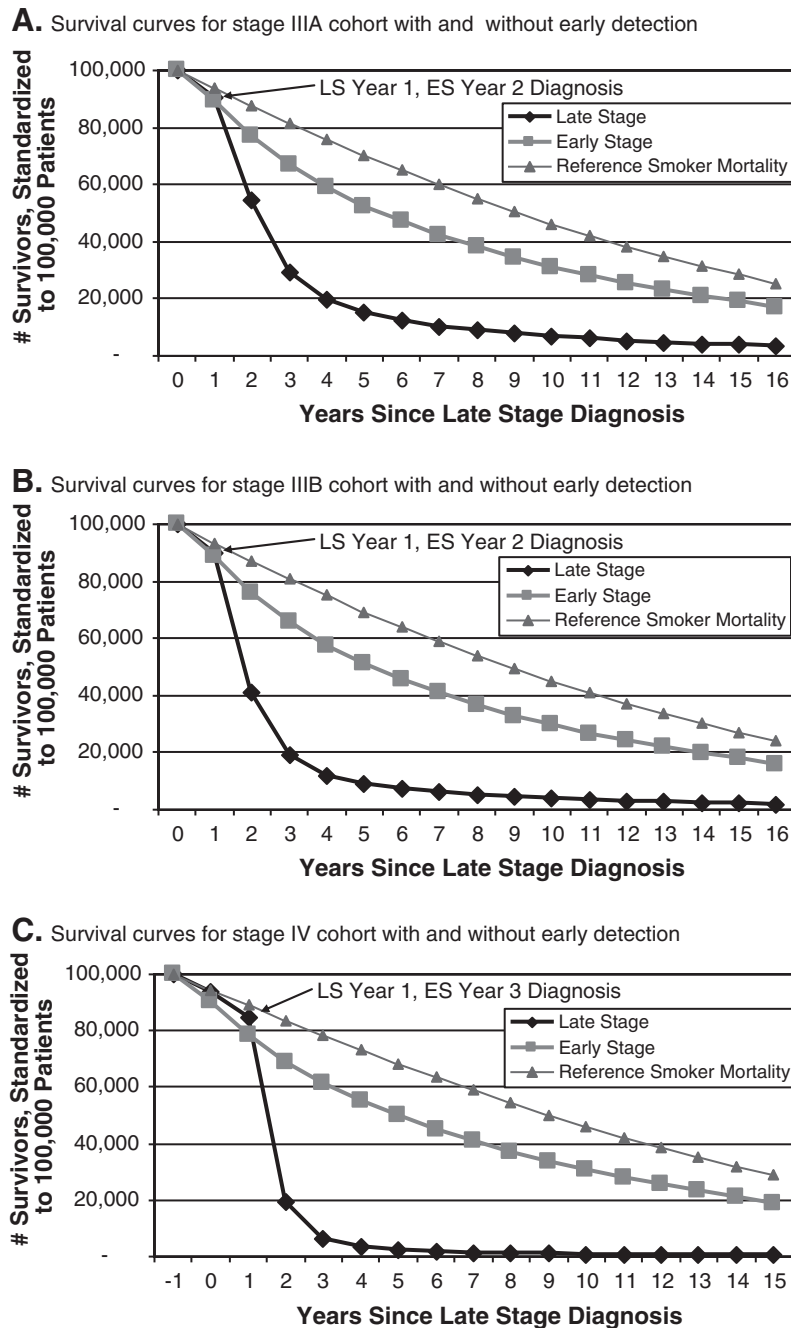 A. Survival curves for stage IIIA cohort with and without early detection
# Survivors, Standardized
to 100,000 Patients
100,000
80,000
60,000
40,000
20,000
-
LS Year 1, ES Year 2 Diagnosis
Late Stage
Early Stage
Reference Smoker Mortality
0 1 2 3 4 5 6 7 8 9 10 11 12 13 14 15 16
Years Since Late Stage Diagnosis
B. Survival curves for stage IIIB cohort with and without early detection
# Survivors, Standardized
to 100,000 Patients
100,000
80,000
60,000
40,000
20,000
-
LS Year 1, ES Year 2 Diagnosis
Late Stage
Early Stage
Reference Smoker Mortality
0 1 2 3 4 5 6 7 8 9 10 11 12 13 14 15 16
Years Since Late Stage Diagnosis
C. Survival curves for stage IV cohort with and without early detection
# Survivors, Standardized
to 100,000 Patients
100,000
80,000
60,000
40,000
20,000
-
LS Year 1, ES Year 3 Diagnosis
Late Stage
Early Stage
Reference Smoker Mortality
-1 0 1 2 3 4 5 6 7 8 9 10 11 12 13 14 15
Years Since Late Stage Diagnosis